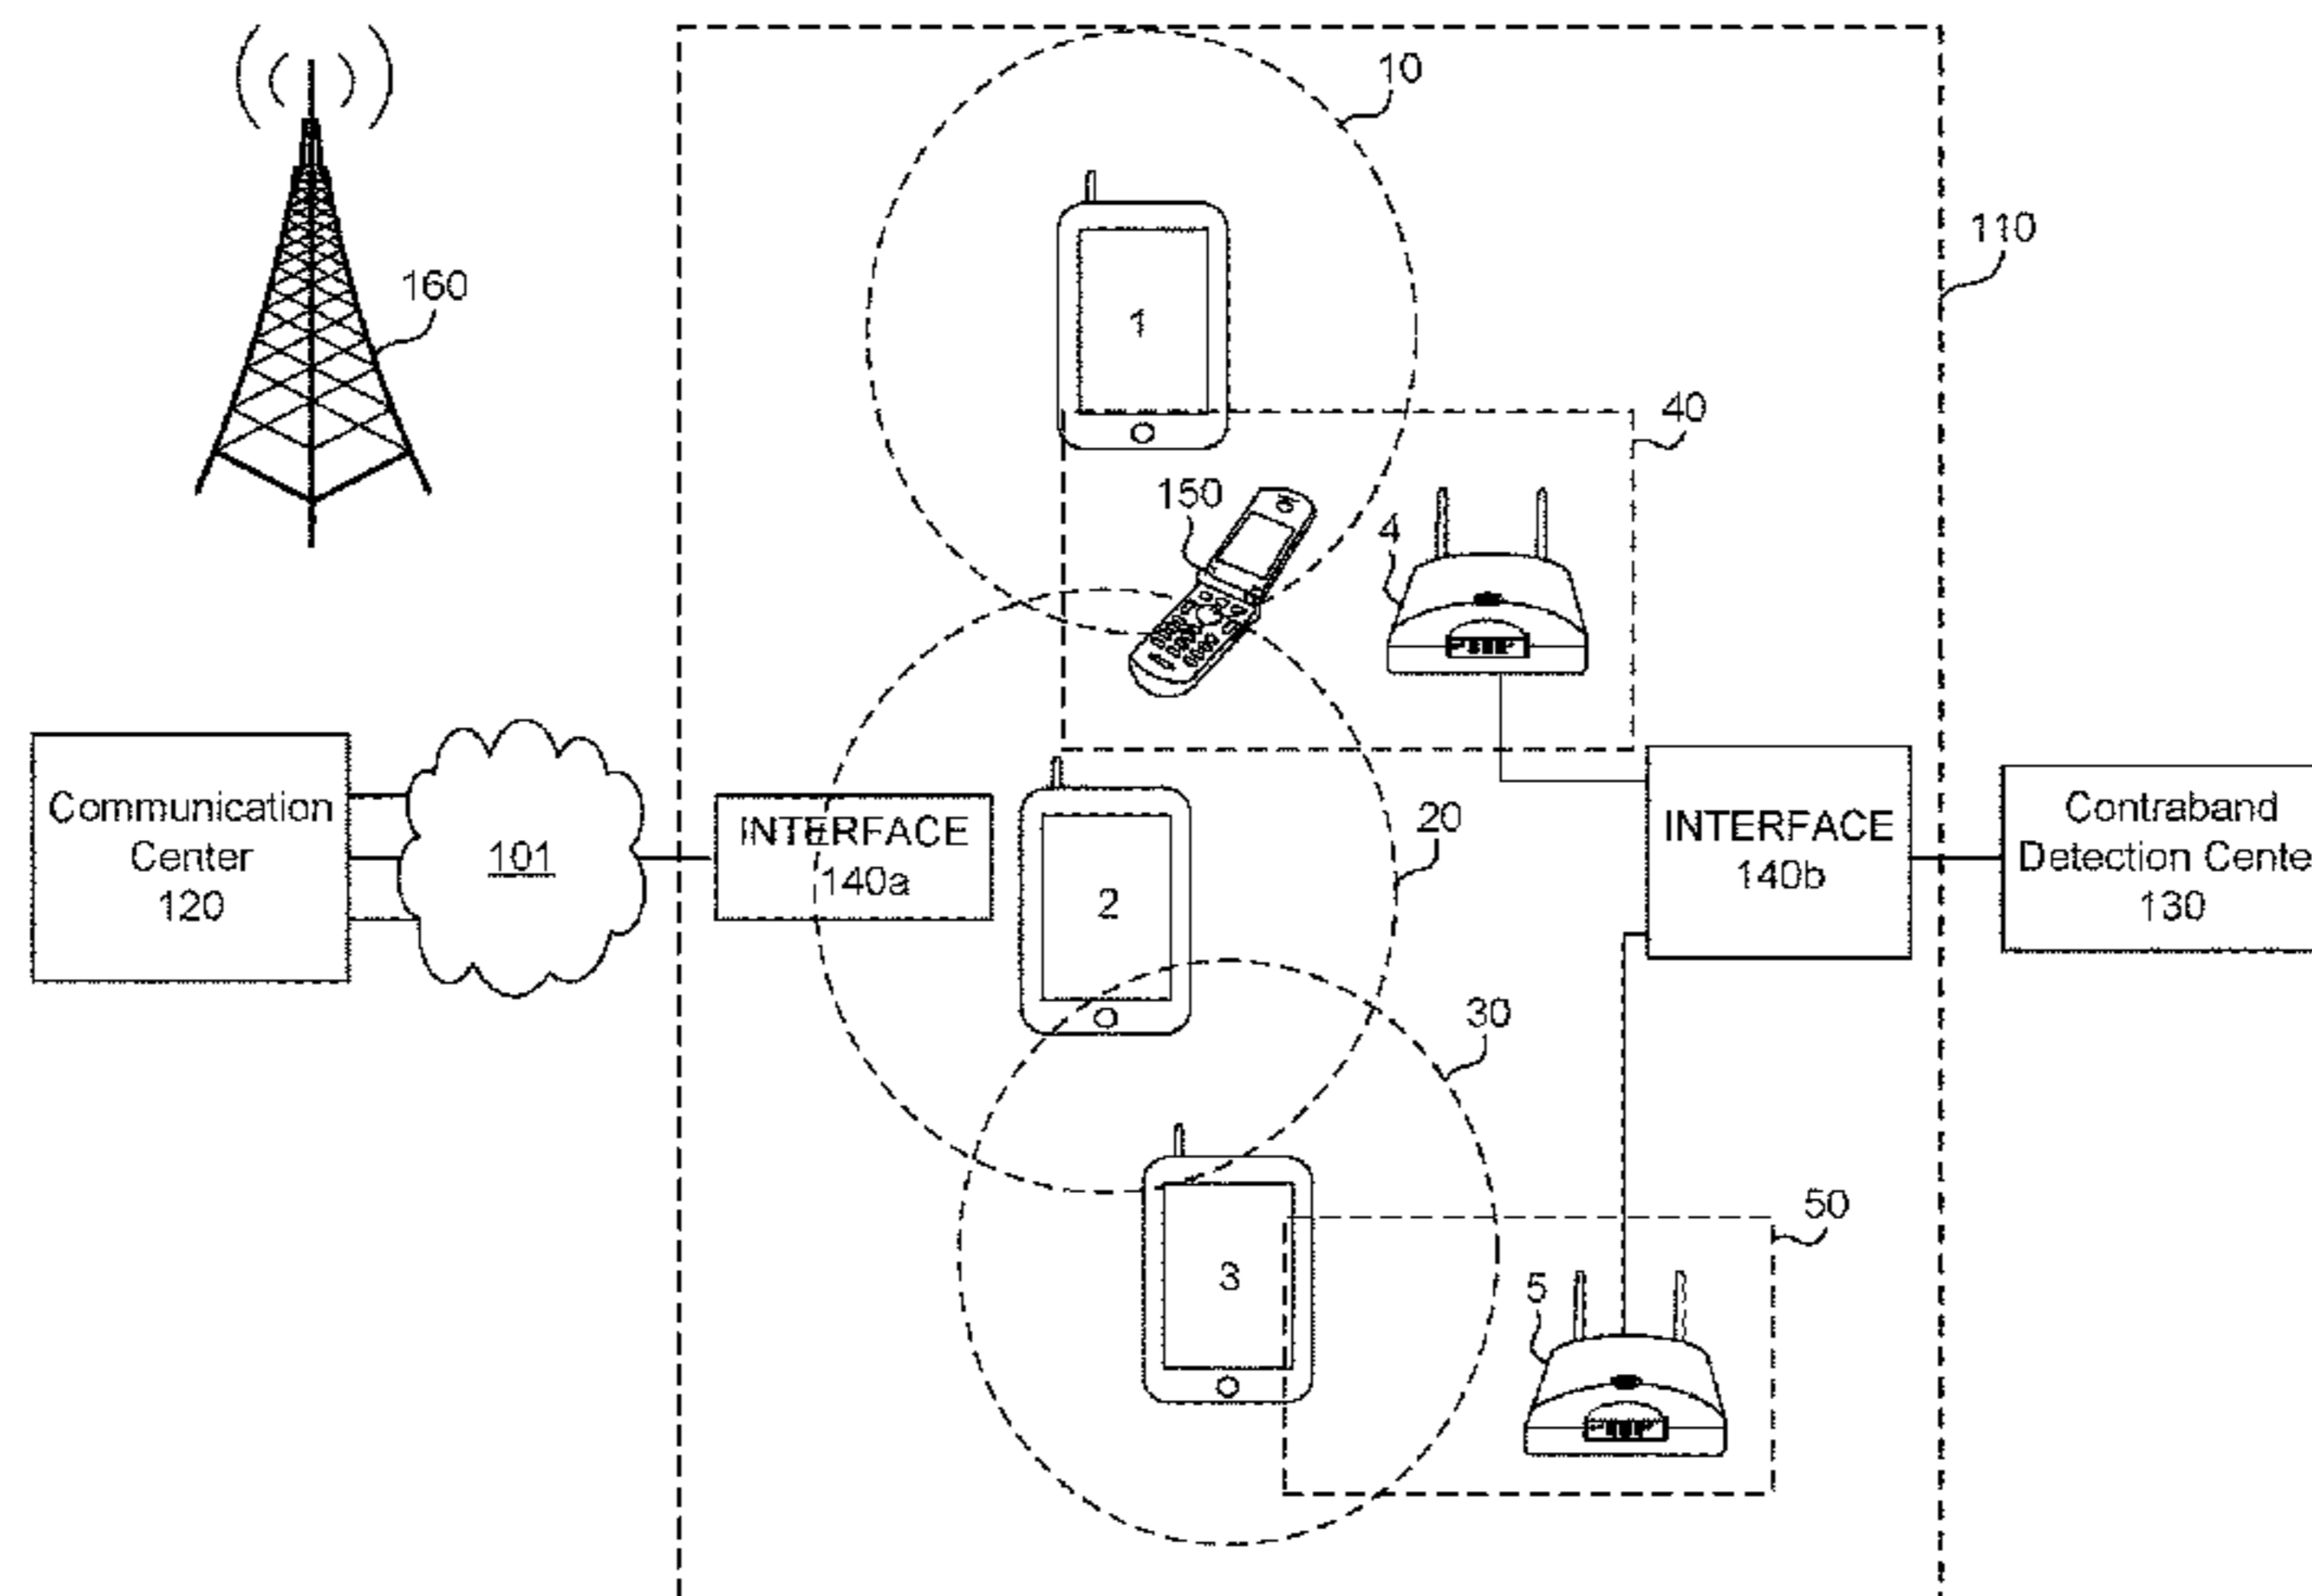 10
110
160
1
40
150
4
Communication
Center
120
101
INTERFACE
140a
20
2
INTERFACE
140b
Contraband
Detection Cente
130
30
3
50
5